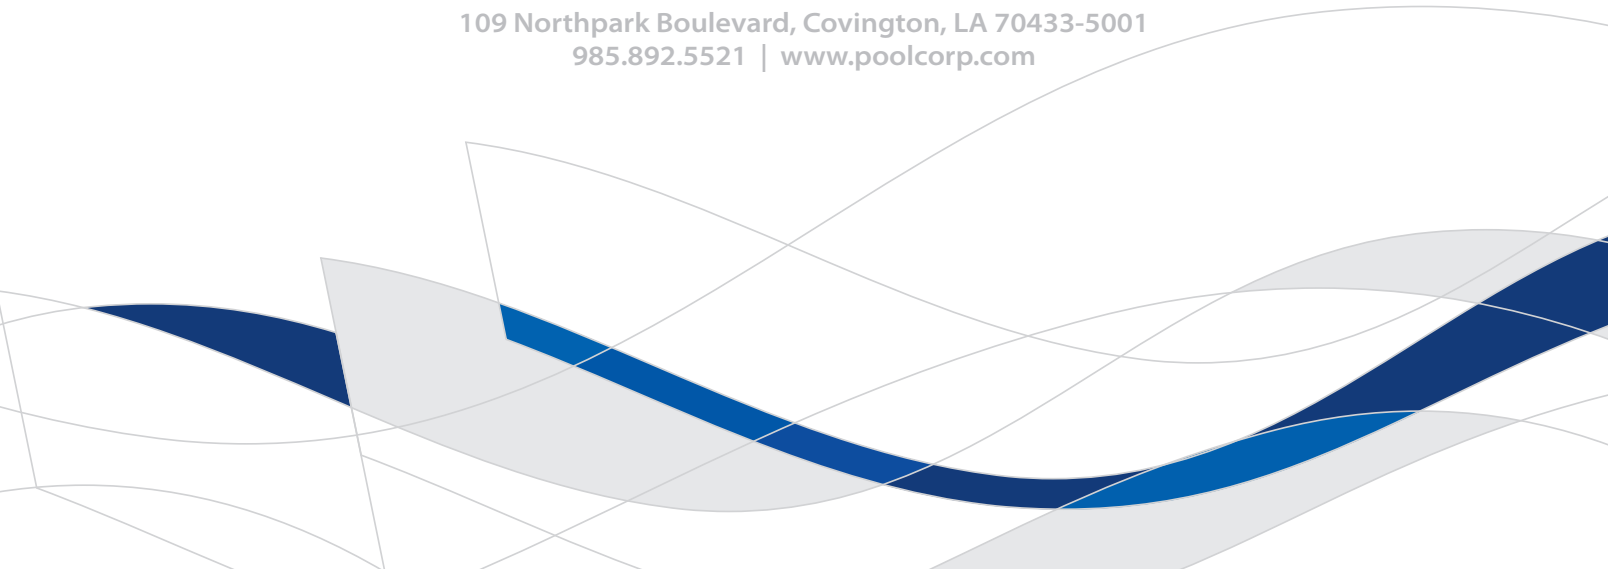 109 Northpark Boulevard, Covington, LA 70433-5001
985.892.5521 | www.poolcorp.com